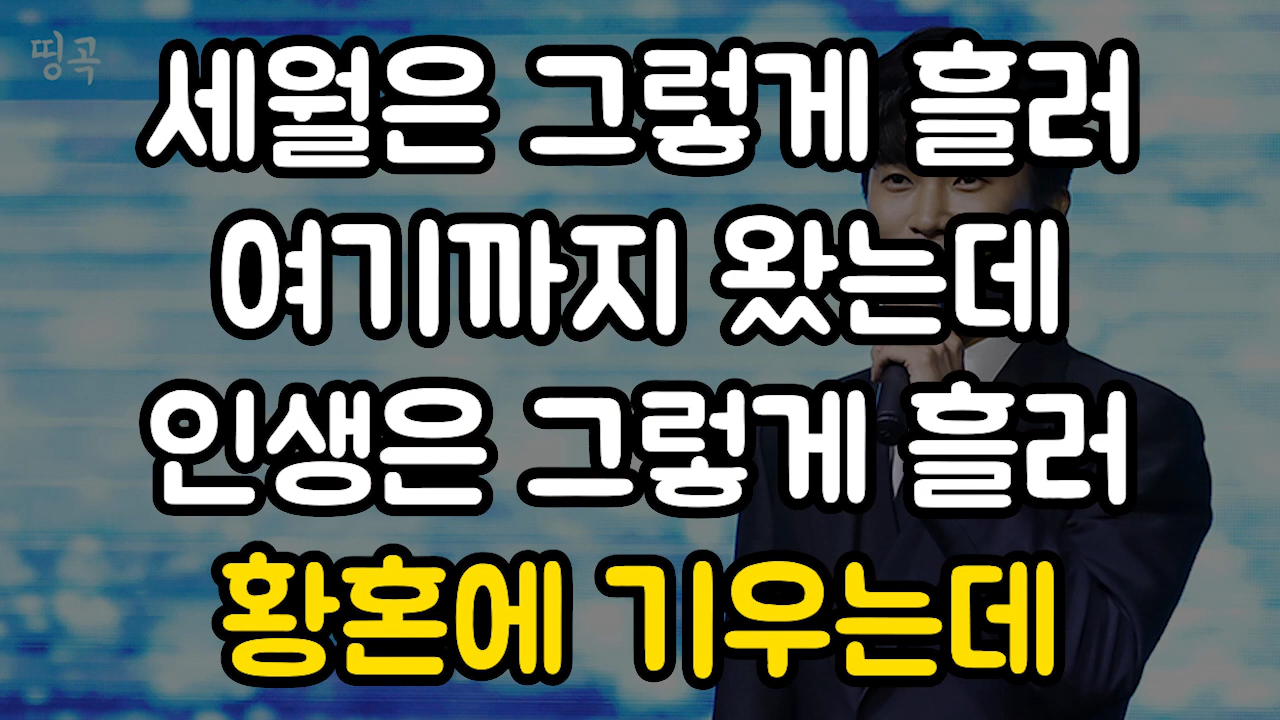 띵곡
세월은 그렇게 흘러
여기까지 왔는데
인생은 그렇게 흘러
황혼에 기우는데